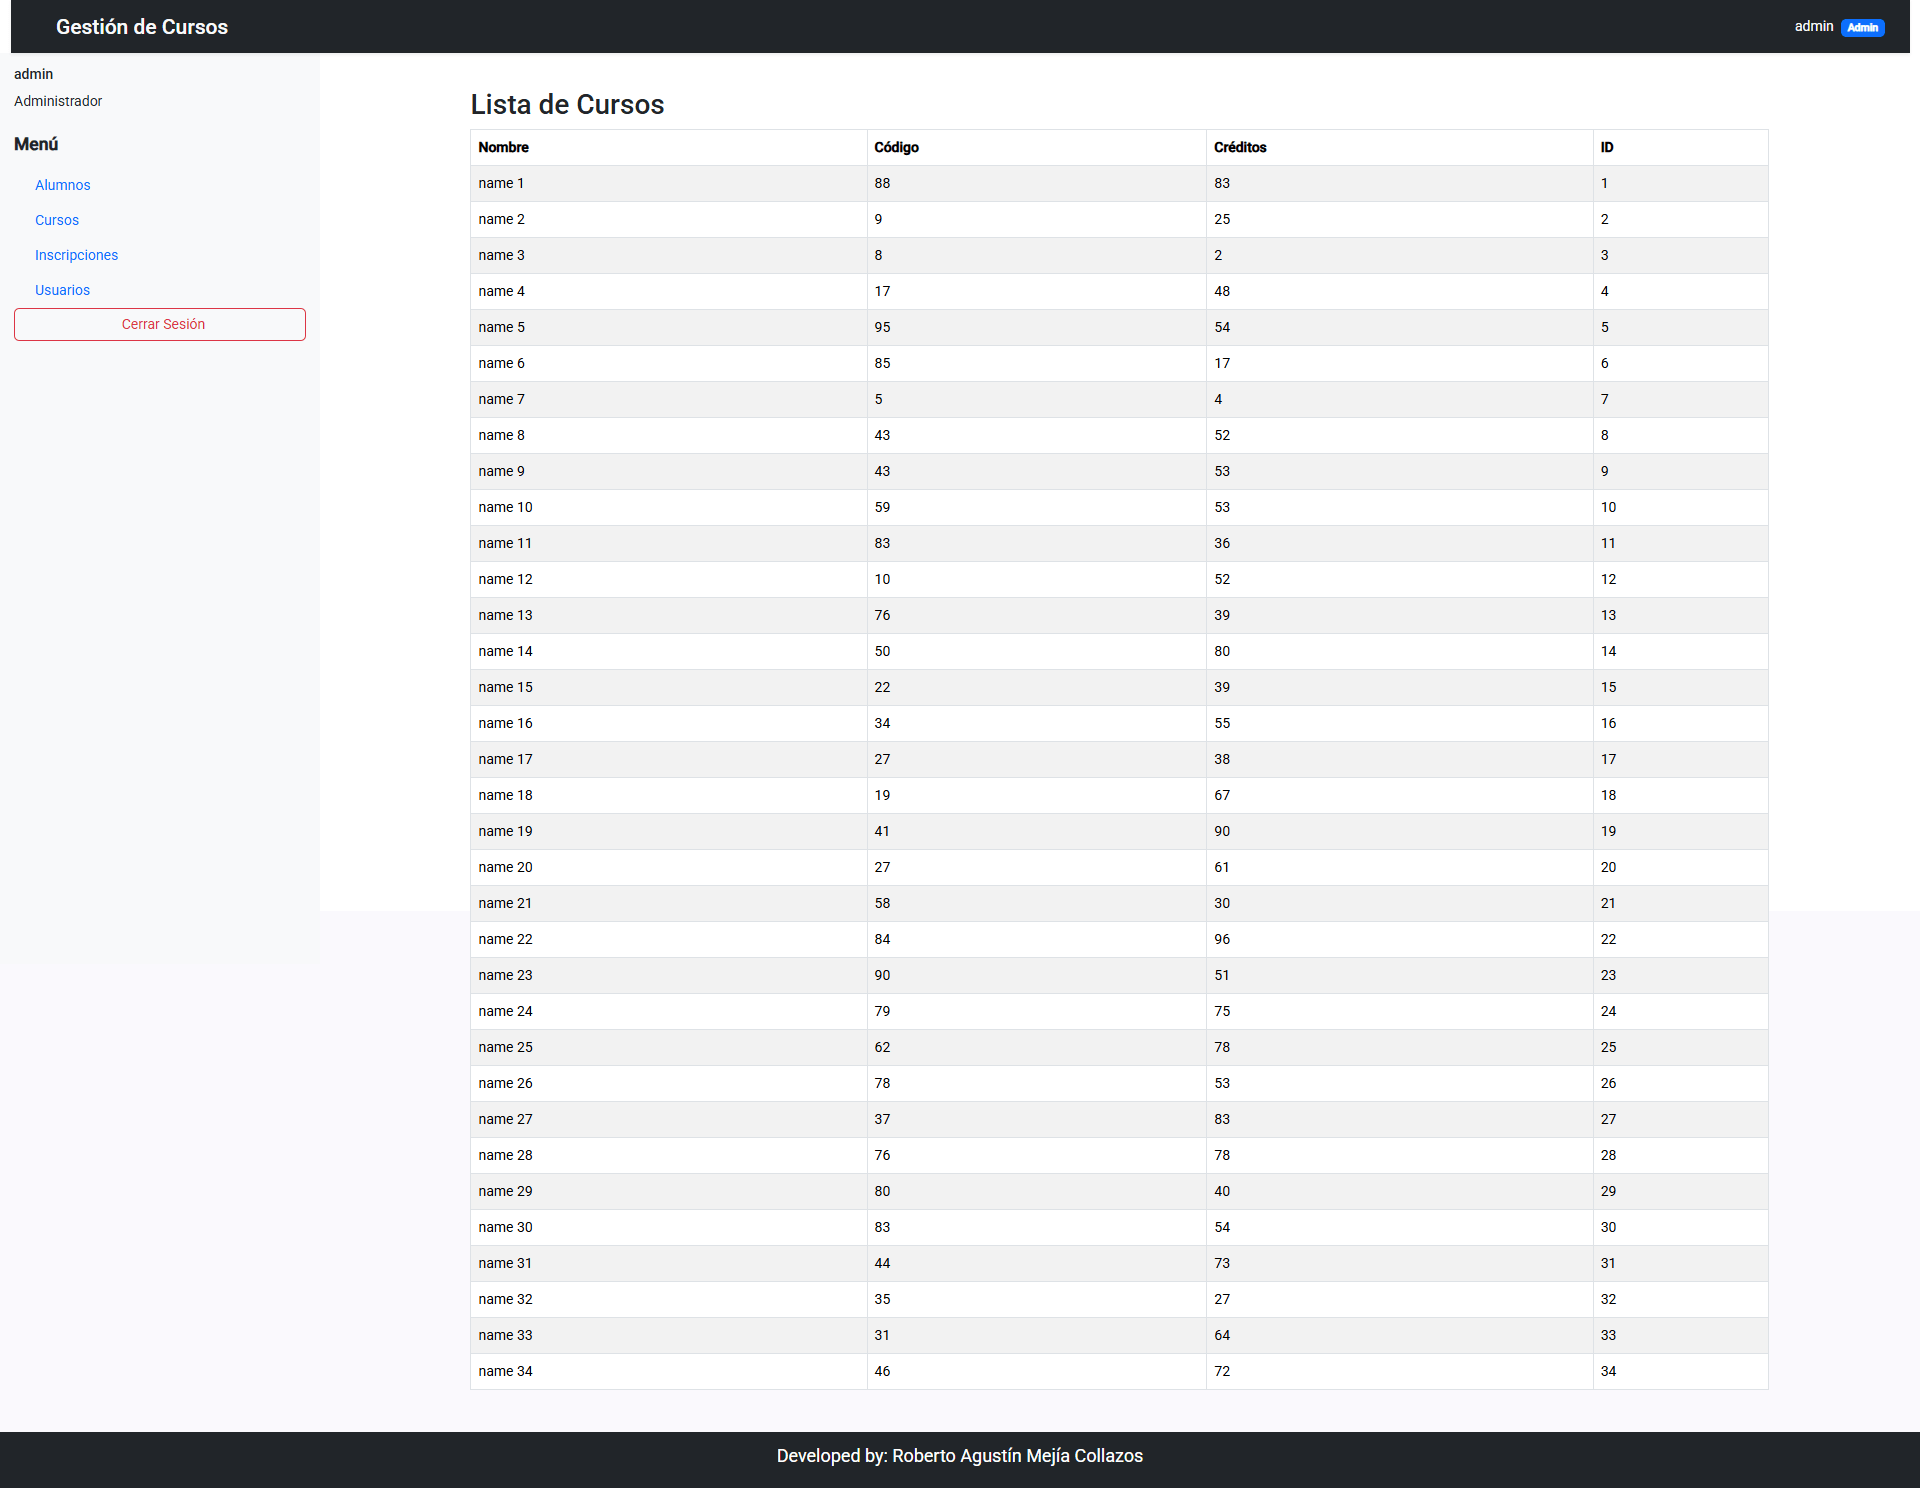 Gestión de Cursos
admin Admin
admin
Administrador
Menú
Alumnos
Cursos
Inscripciones
Usuarios
Cerrar Sesión
Lista de Cursos
Nombre Código Créditos ID
name 1 88 83 1
name 2 9 25 2
name 3 8 2 3
name 4 17 48 4
name 5 95 54 5
name 6 85 17 6
name 7 5 4 7
name 8 43 52 8
name 9 43 53 9
name 10 59 53 10
name 11 83 36 11
name 12 10 52 12
name 13 76 39 13
name 14 50 80 14
name 15 22 39 15
name 16 34 55 16
name 17 27 38 17
name 18 19 67 18
name 19 41 90 19
name 20 27 61 20
name 21 58 30 21
name 22 84 96 22
name 23 90 51 23
name 24 79 75 24
name 25 62 78 25
name 26 78 53 26
name 27 37 83 27
name 28 76 78 28
name 29 80 40 29
name 30 83 54 30
name 31 44 73 31
name 32 35 27 32
name 33 31 64 33
name 34 46 72 34
Developed by: Roberto Agustín Mejía Collazos